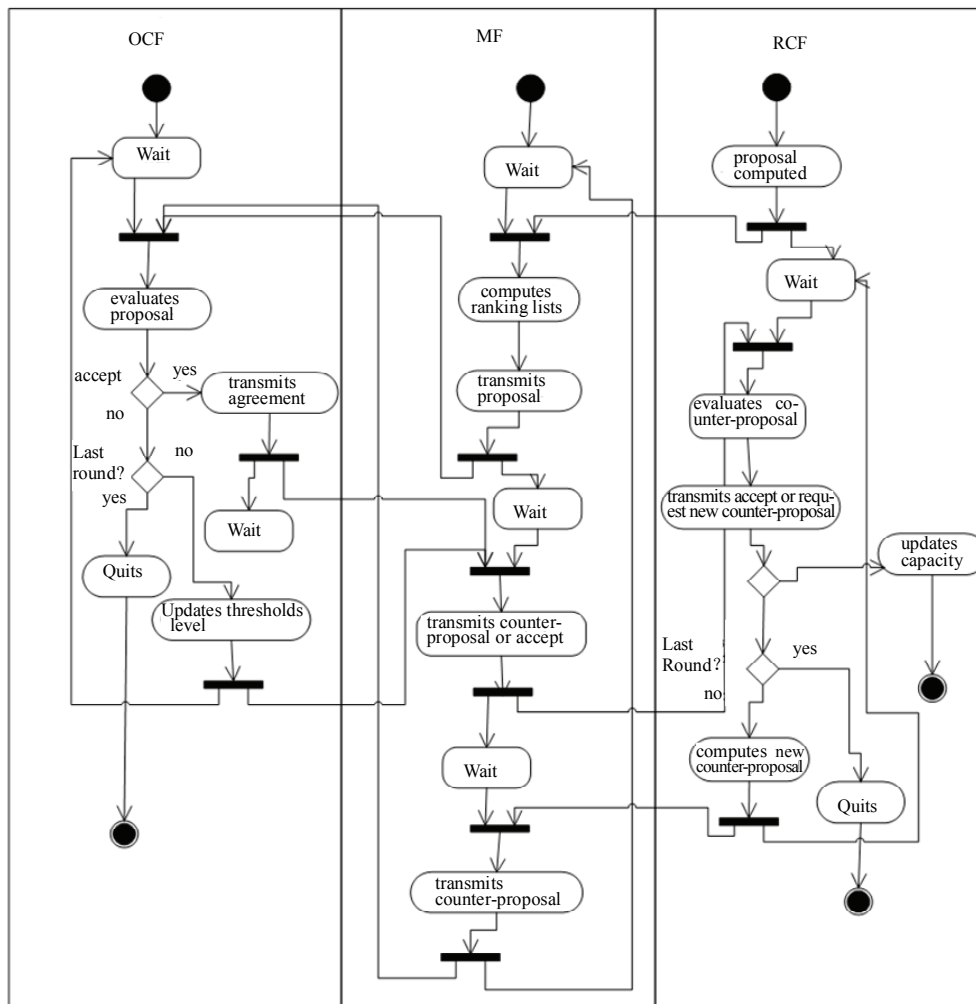 OCF
Wait
evaluates
proposal
accept
yes
no
transmits
agreement
Last
round?
no
yes
Wait
Quits
Updates thresholds
level
MF
Wait
computes
ranking lists
transmits
proposal
Wait
transmits counter-
proposal or accept
Wait
transmits
counter-proposal
RCF
proposal
computed
Wait
evaluates co-
unter-proposal
transmits accept or requ-
est new counter-proposal
updates
capacity
Last
Round?
yes
no
computes new
counter-proposal
Quits